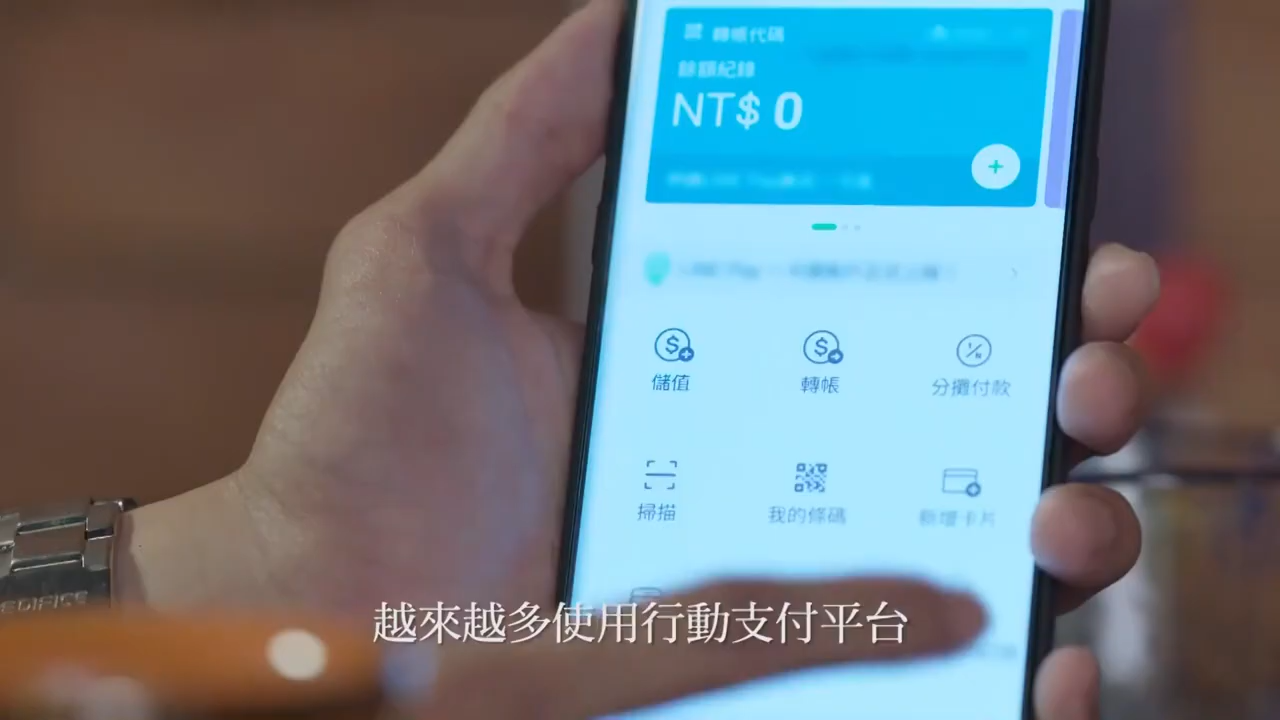 轉帳代碼
餘額紀錄
NT$ 0
+
儲值
轉帳
分攤付款
掃描
我的條碼
新增卡片
EDIFICE
越來越多使用行動支付平台